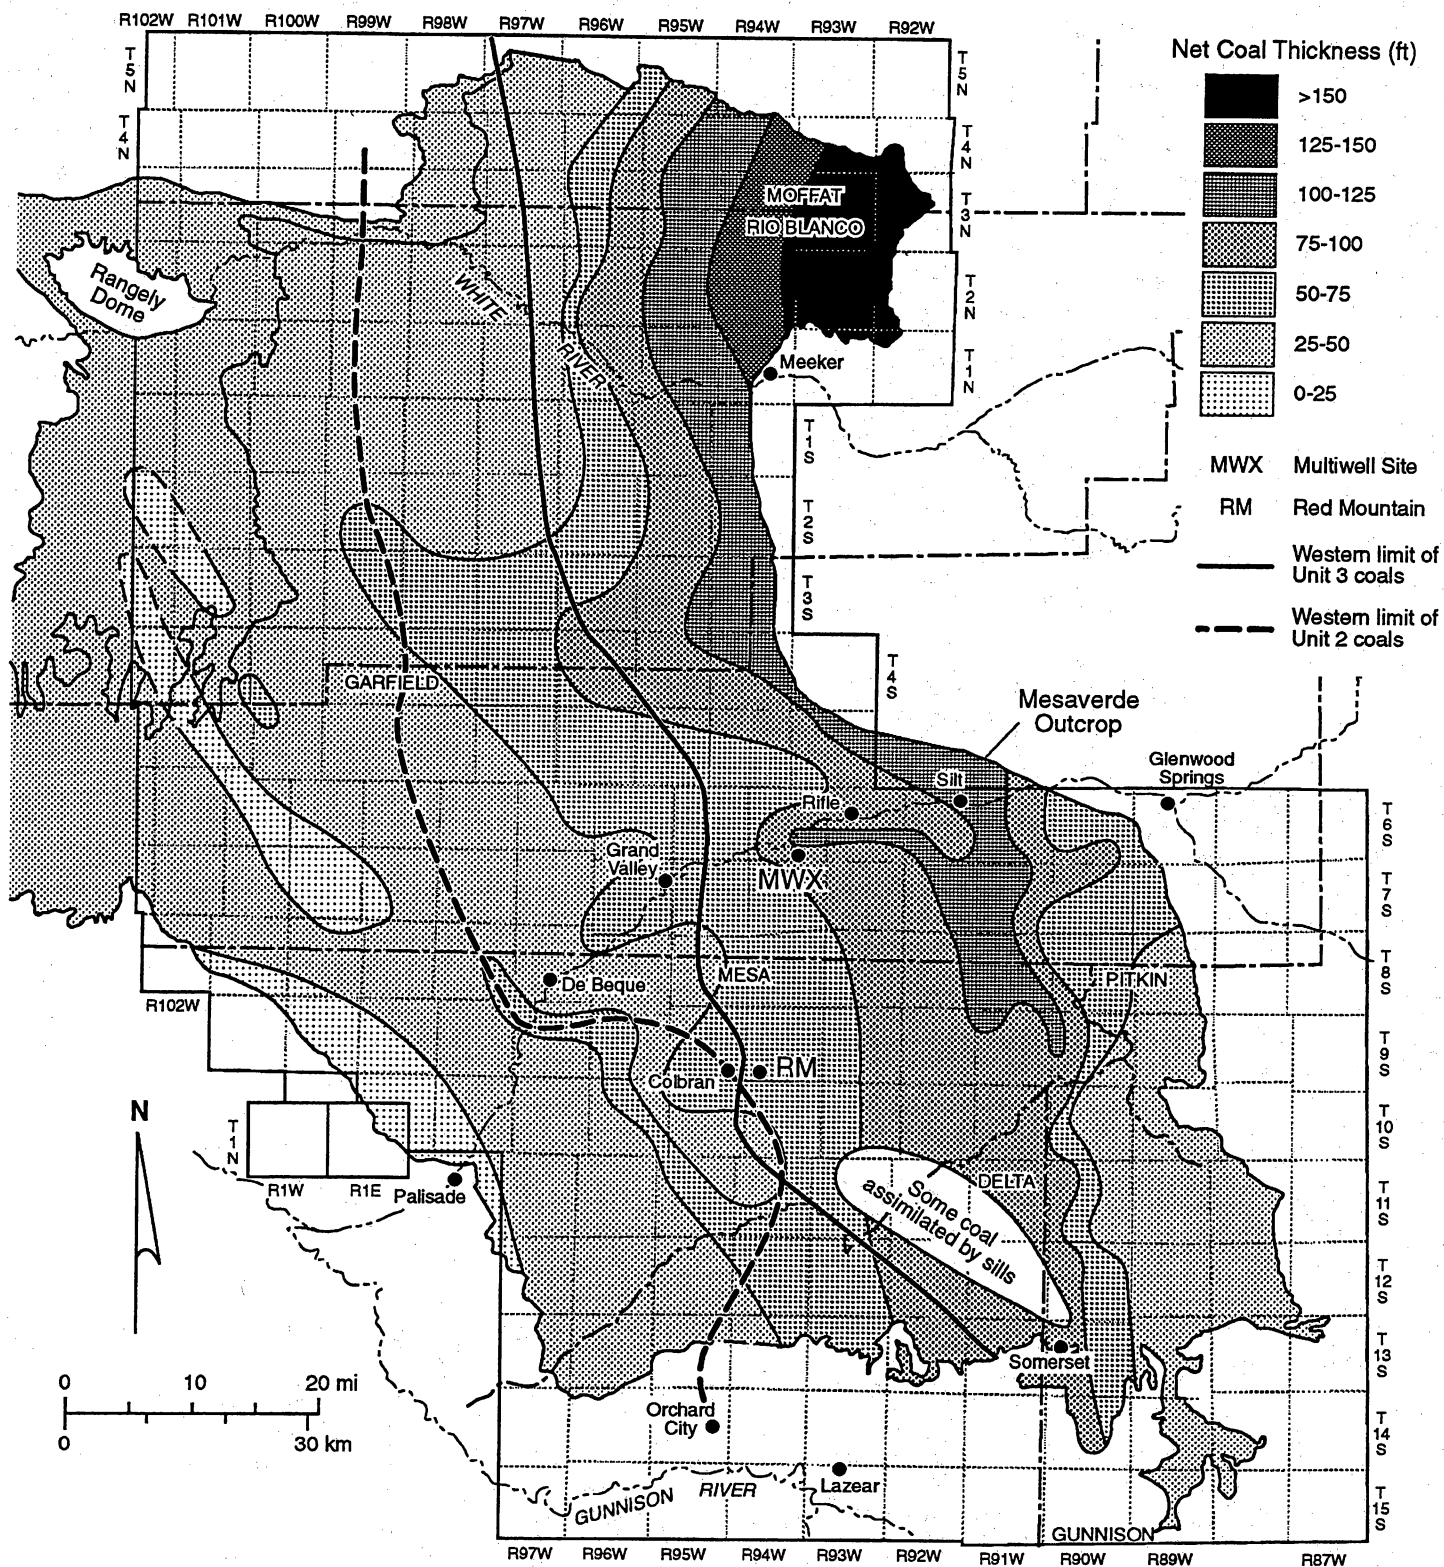 R102W R101W R100W R99W R98W R97W R96W R95W R94W R93W R92W
T5N
T4N
T5N
T4N
T3N
T2N
T1N
Net Coal Thickness (ft)
>150
125-150
100-125
75-100
50-75
25-50
0-25
MWX Multiwell Site
RM Red Mountain
Western limit of
Unit 3 coals
Western limit of
Unit 2 coals
MOFFAT
RIO BLANCO
Rangely
Dome
WHITE
RIVER
Meeker
T1S
T2S
T3S
T4S
GARFIELD
Mesaverde
Outcrop
Glenwood
Springs
Silt
Rifle
Grand
Valley
MWX
T6S
T7S
T8S
T9S
T10S
T11S
T12S
T13S
T14S
T15S
MESA
PITKIN
De Beque
R102W
Colbran
RM
N
T1N
R1W R1E
Palisade
DELTA
Some coal
assimilated by sills
Somerset
0 10 20 mi
0 30 km
Orchard
City
Lazear
GUNNISON RIVER
GUNNISON
R97W R96W R95W R94W R93W R92W R91W R90W R89W R87W